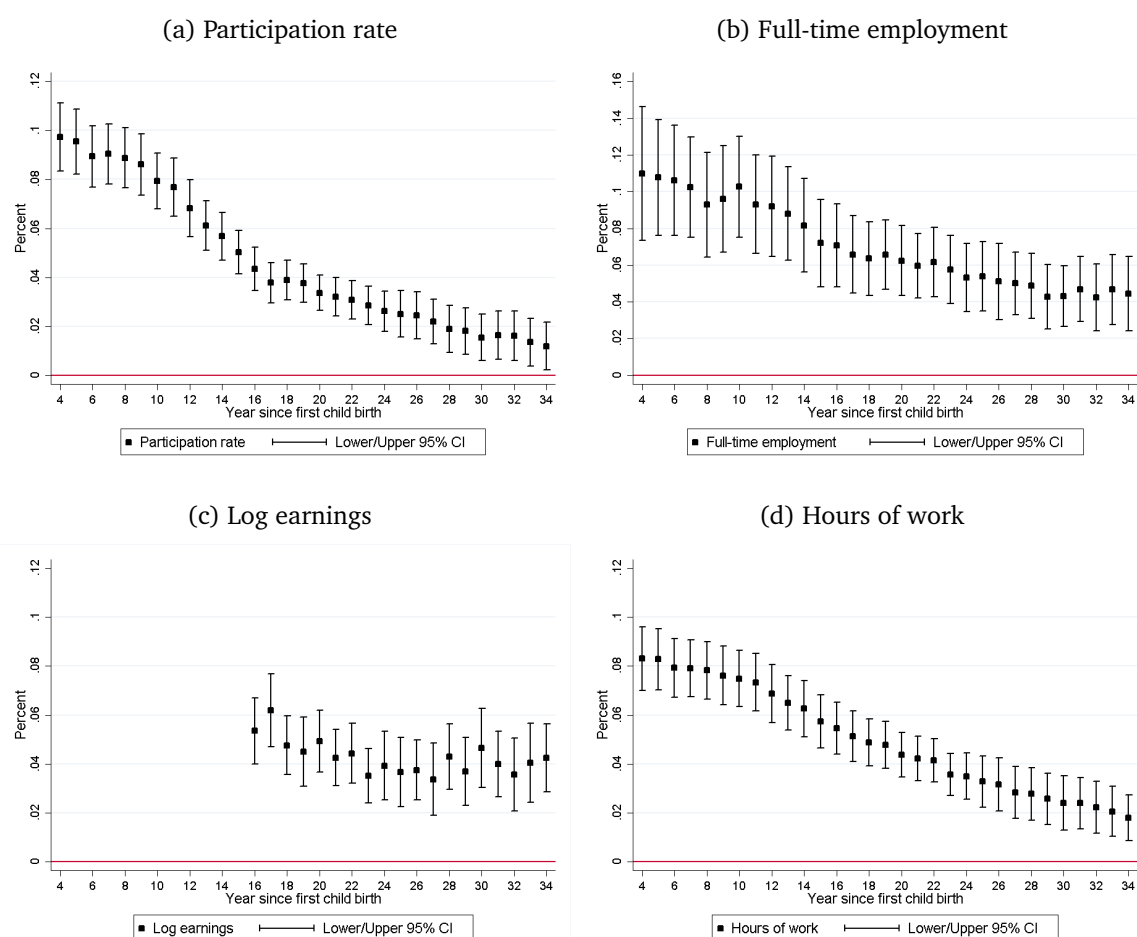 (a) Participation rate
.12
.1
.08
.06
.04
.02
0
Percent
4 6 8 10 12 14 16 18 20 22 24 26 28 30 32 34
Year since first child birth
Participation rate Lower/Upper 95% CI
(b) Full-time employment
.16
.14
.12
.1
.08
.06
.04
.02
0
Percent
4 6 8 10 12 14 16 18 20 22 24 26 28 30 32 34
Year since first child birth
Full-time employment Lower/Upper 95% CI
(c) Log earnings
.12
.1
.08
.06
.04
.02
0
Percent
4 6 8 10 12 14 16 18 20 22 24 26 28 30 32 34
Year since first child birth
Log earnings Lower/Upper 95% CI
(d) Hours of work
.12
.1
.08
.06
.04
.02
0
Percent
4 6 8 10 12 14 16 18 20 22 24 26 28 30 32 34
Year since first child birth
Hours of work Lower/Upper 95% CI